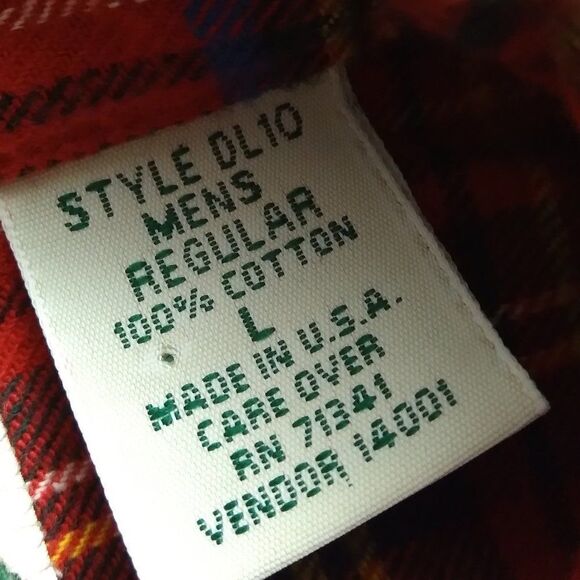 STYLE DL10
MENS
REGULAR
100% COTTON
L
MADE IN U.S.A.
CARE OVER
RN 71341
VENDOR 14001